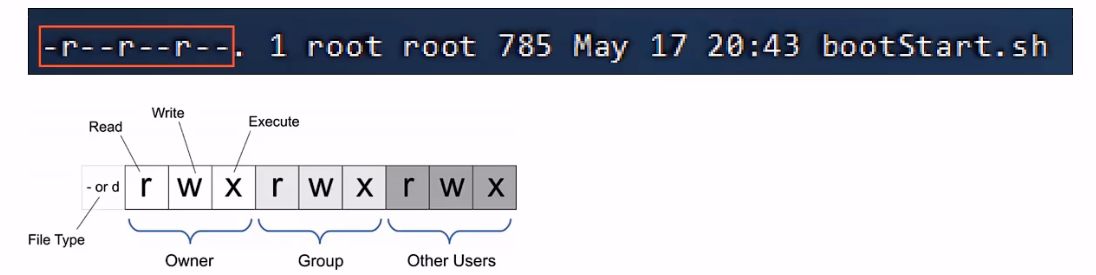 -r--r--r--. 1 root root 785 May 17 20:43 bootStart.sh
Write
Read Execute
- or d r w x r w x r w x
File Type
Owner Group Other Users